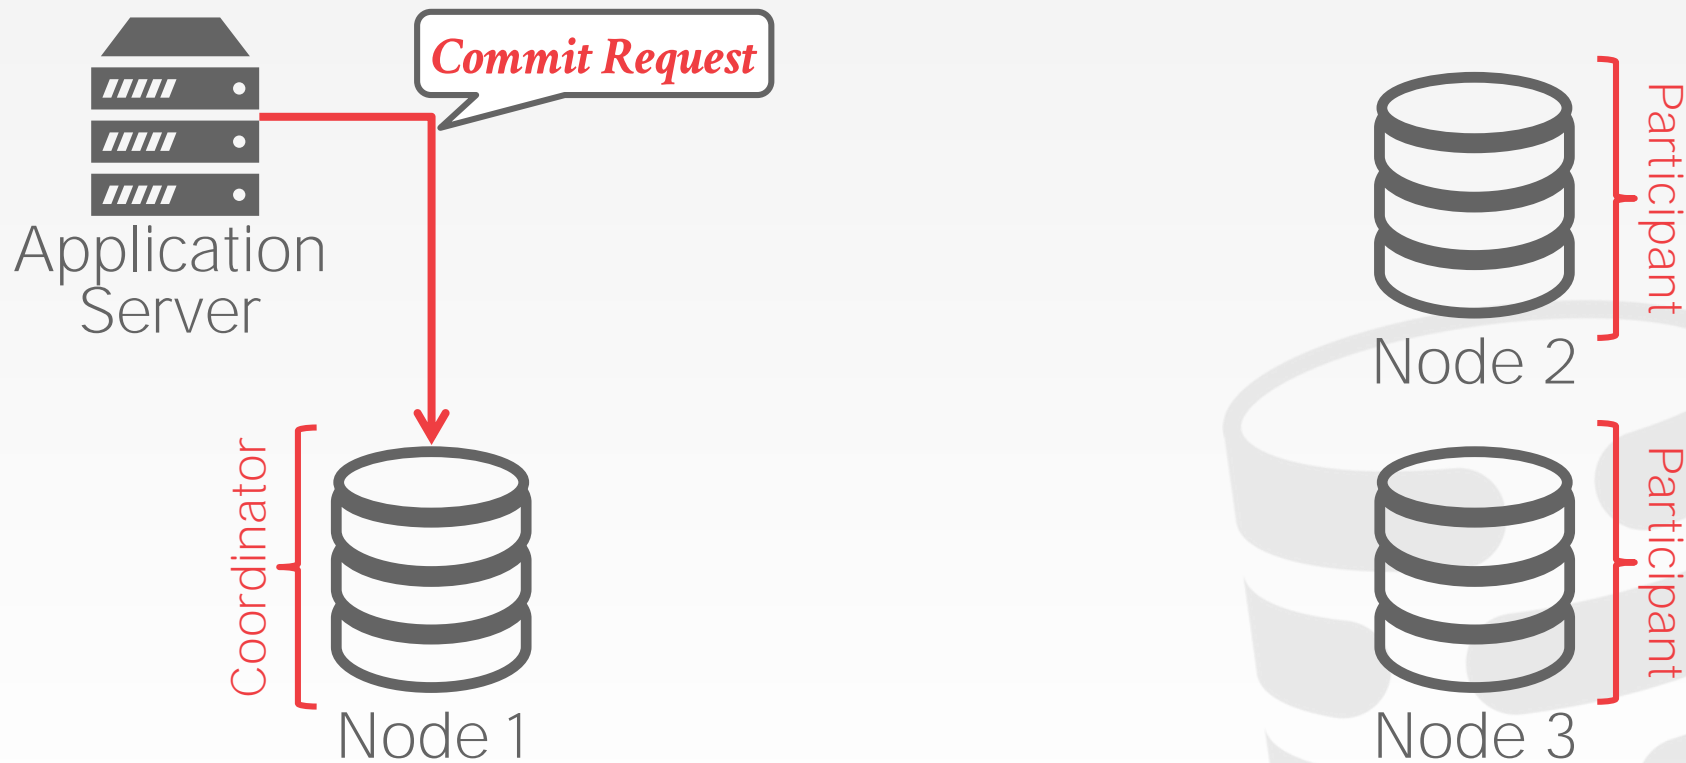 Commit Request
Application
Server
Participant
Node 2
Coordinator
Node 1
Participant
Node 3